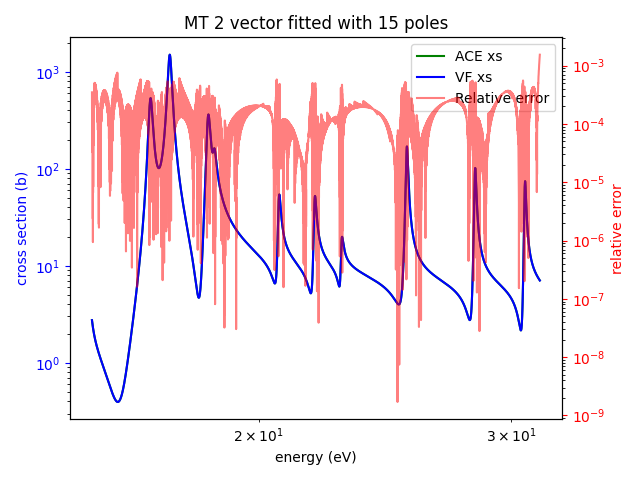 MT 2 vector fitted with 15 poles
ACE xs
VF xs
Relative error
cross section (b)
10³
10²
10¹
10⁰
relative error
10⁻³
10⁻⁴
10⁻⁵
10⁻⁶
10⁻⁷
10⁻⁸
10⁻⁹
2 × 10¹
3 × 10¹
energy (eV)